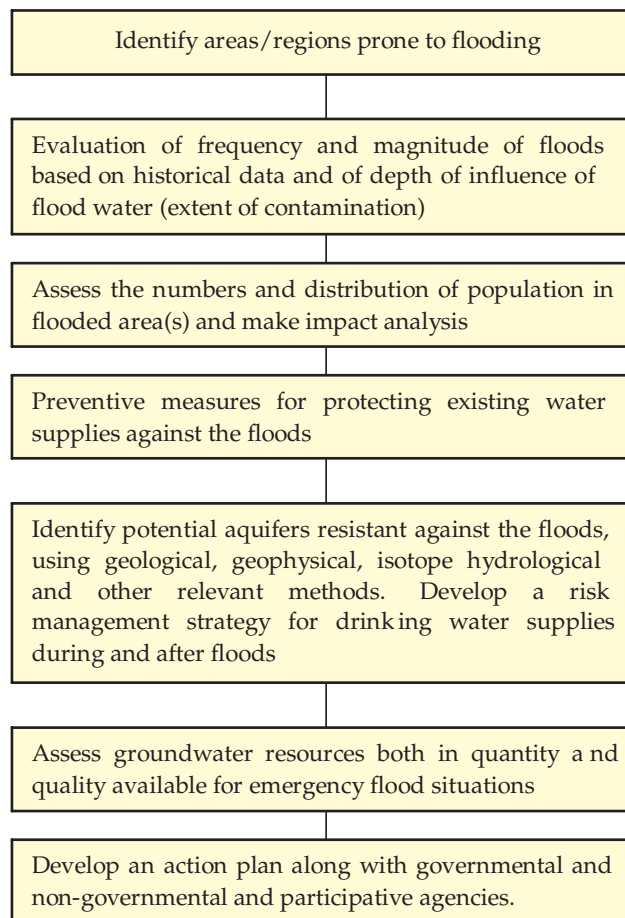 Identify areas/regions prone to flooding
Evaluation of frequency and magnitude of floods
based on historical data and of depth of influence of
flood water (extent of contamination)
Assess the numbers and distribution of population in
flooded area(s) and make impact analysis
Preventive measures for protecting existing water
supplies against the floods
Identify potential aquifers resistant against the floods,
using geological, geophysical, isotope hydrological
and other relevant methods. Develop a risk
management strategy for drinking water supplies
during and after floods
Assess groundwater resources both in quantity and
quality available for emergency flood situations
Develop an action plan along with governmental and
non-governmental and participative agencies.